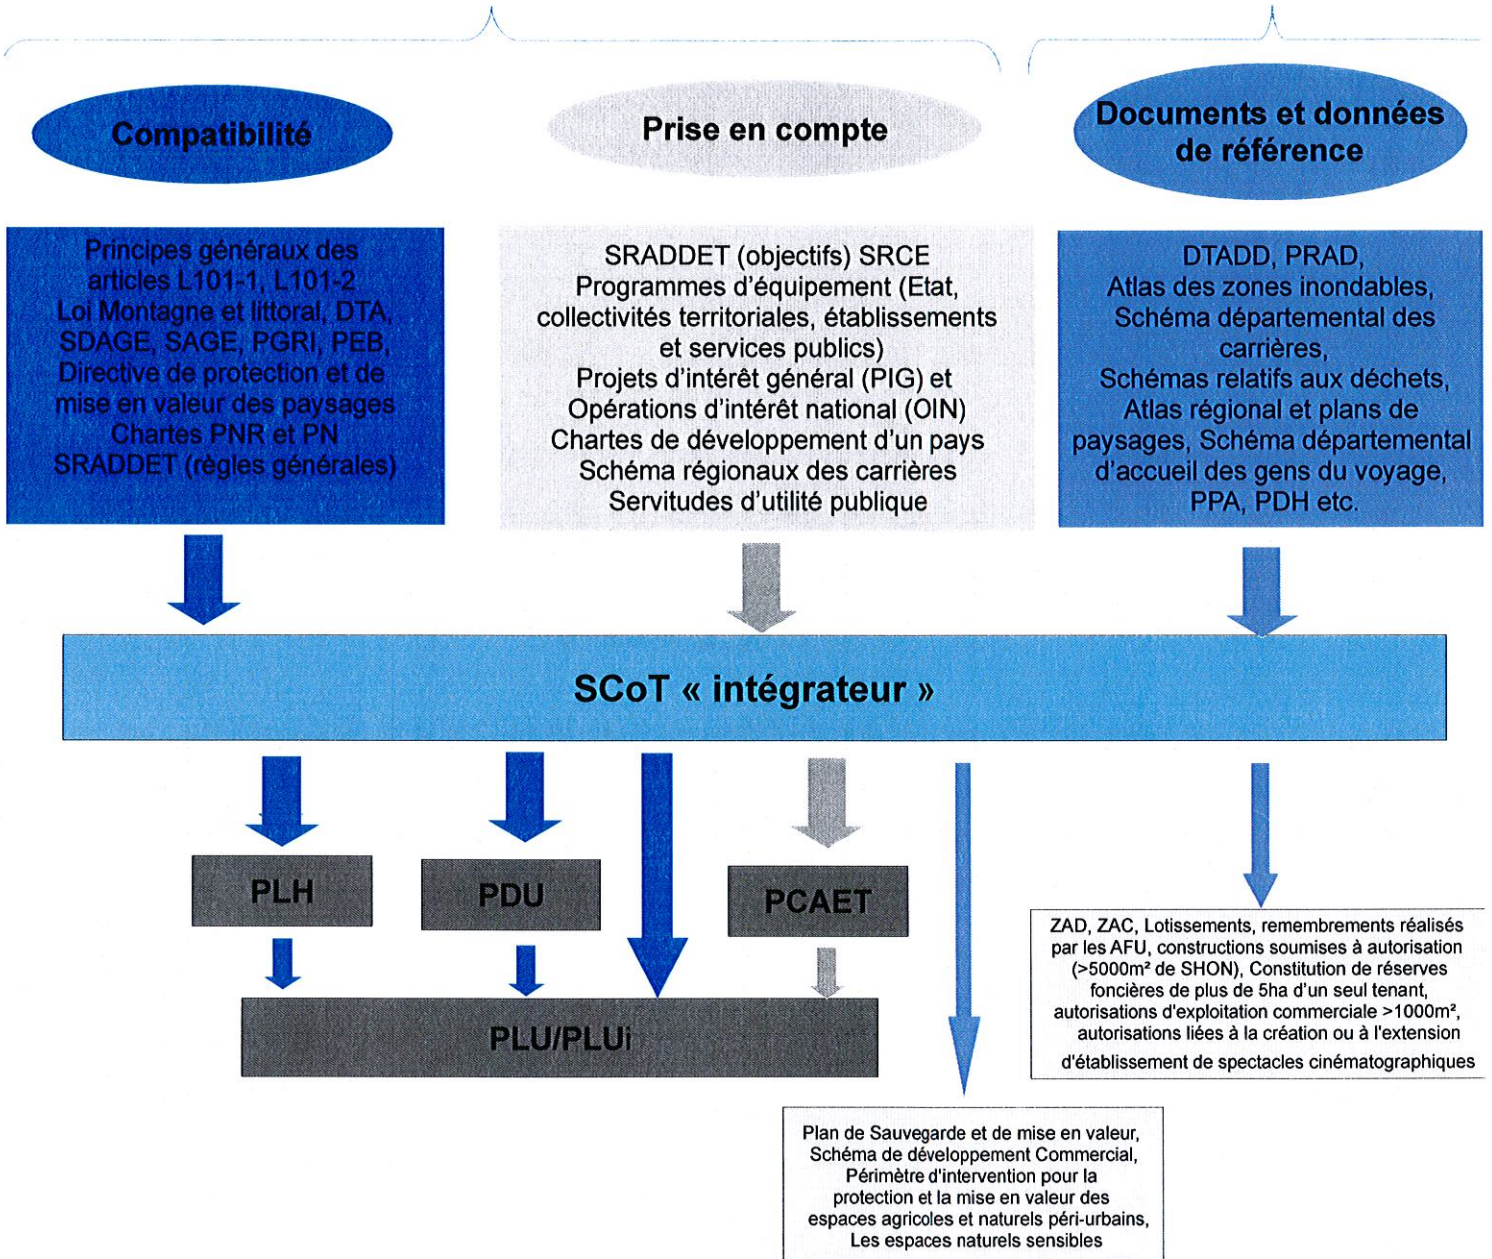 Compatibilité
Prise en compte
Documents et données
de référence
Principes généraux des
articles L101-1, L101-2
Loi Montagne et littoral, DTA,
SDAGE, SAGE, PGRI, PEB,
Directive de protection et de
mise en valeur des paysages
Chartes PNR et PN
SRADDET (règles générales)
SRADDET (objectifs) SRCE
Programmes d'équipement (Etat,
collectivités territoriales, établissements
et services publics)
Projets d'intérêt général (PIG) et
Opérations d'intérêt national (OIN)
Chartes de développement d'un pays
Schéma régionaux des carrières
Servitudes d'utilité publique
DTADD, PRAD,
Atlas des zones inondables,
Schéma départemental des
carrières,
Schémas relatifs aux déchets,
Atlas régional et plans de
paysages, Schéma départemental
d'accueil des gens du voyage,
PPA, PDH etc.
SCoT « intégrateur »
PLH
PDU
PCAET
PLU/PLUi
ZAD, ZAC, Lotissements, remembrements réalisés
par les AFU, constructions soumises à autorisation
(>5000m² de SHON), Constitution de réserves
foncières de plus de 5ha d'un seul tenant,
autorisations d'exploitation commerciale >1000m²,
autorisations liées à la création ou à l'extension
d'établissement de spectacles cinématographiques
Plan de Sauvegarde et de mise en valeur,
Schéma de développement Commercial,
Périmètre d'intervention pour la
protection et la mise en valeur des
espaces agricoles et naturels péri-urbains,
Les espaces naturels sensibles